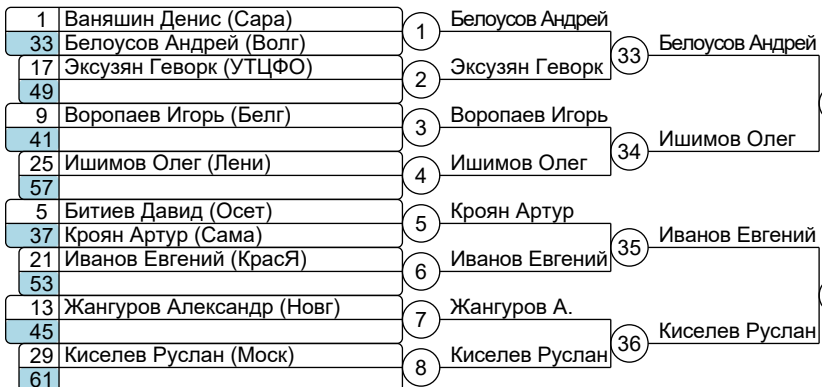 1 Ваняшин Денис (Сара)
33 Белоусов Андрей (Волг)
17 Эксузян Геворк (УТЦФО)
49
9 Воропаев Игорь (Белг)
41
25 Ишимов Олег (Лени)
57
5 Битиев Давид (Осет)
37 Кроян Артур (Сама)
21 Иванов Евгений (КрасЯ)
53
13 Жангуров Александр (Новг)
45
29 Киселев Руслан (Моск)
61
1 Белоусов Андрей
2 Эксузян Геворк
3 Воропаев Игорь
4 Ишимов Олег
5 Кроян Артур
6 Иванов Евгений
7 Жангуров А.
8 Киселев Руслан
33 Белоусов Андрей
34 Ишимов Олег
35 Иванов Евгений
36 Киселев Руслан